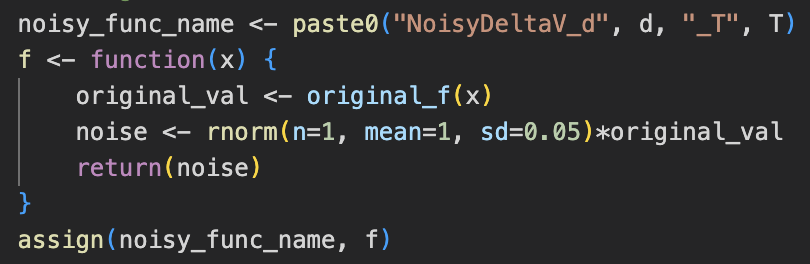 noisy_func_name <- paste0("NoisyDeltaV_d", d, "_T", T)
f <- function(x) {
    original_val <- original_f(x)
    noise <- rnorm(n=1, mean=1, sd=0.05)*original_val
    return(noise)
}
assign(noisy_func_name, f)